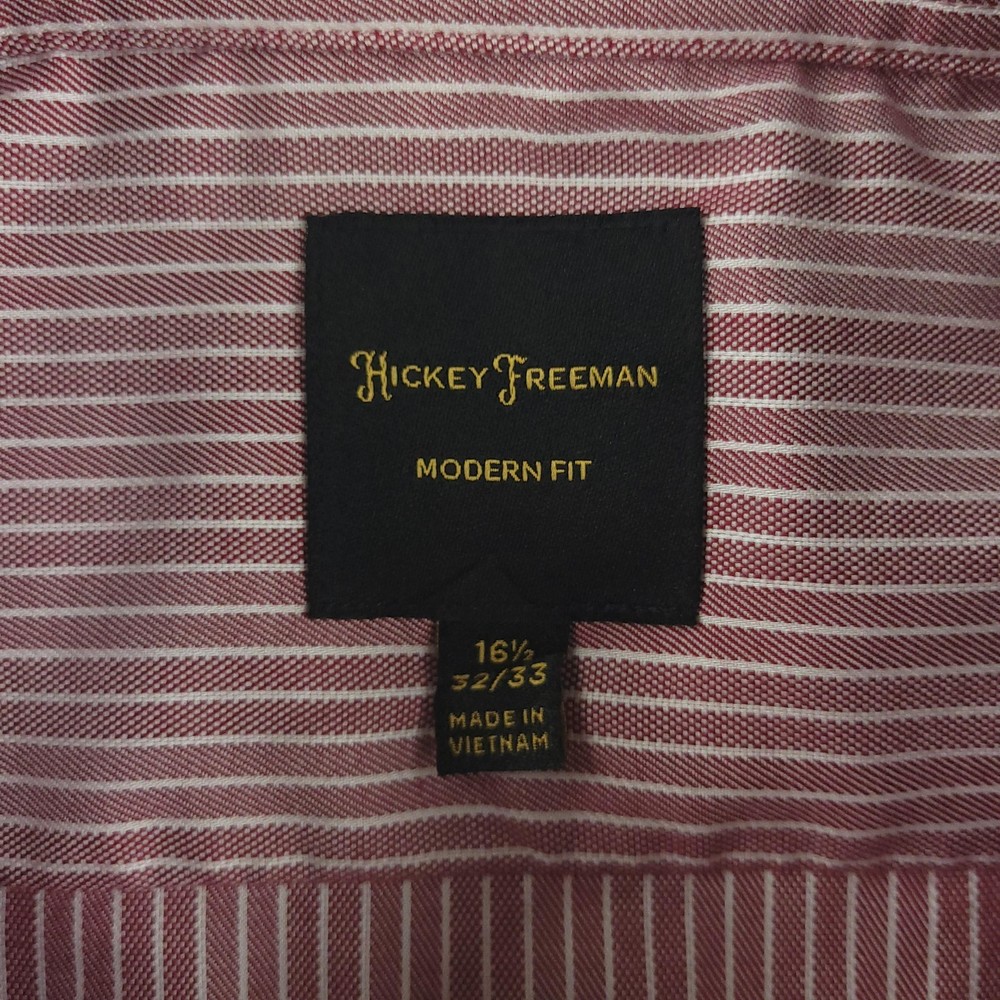 HICKEY FREEMAN
MODERN FIT
16½
32/33
MADE IN
VIETNAM